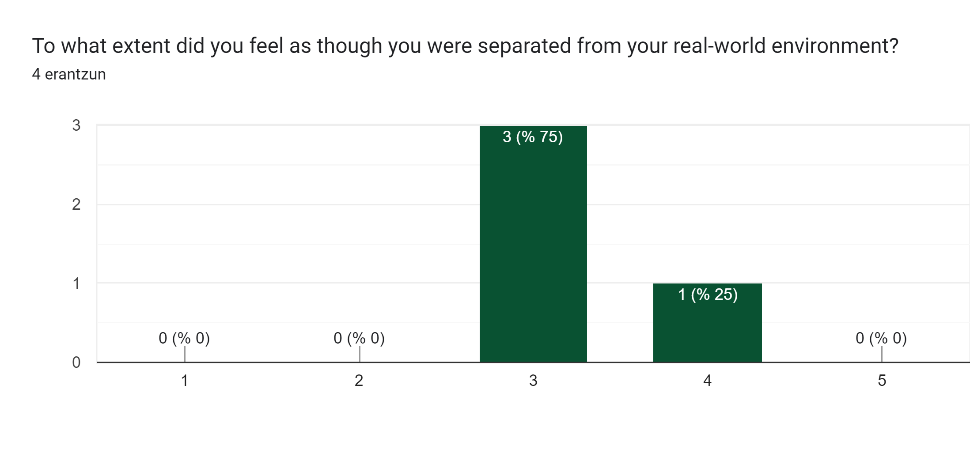 To what extent did you feel as though you were separated from your real-world environment?
4 erantzun
3
2
1
0
0 (% 0)
0 (% 0)
3 (% 75)
1 (% 25)
0 (% 0)
1
2
3
4
5